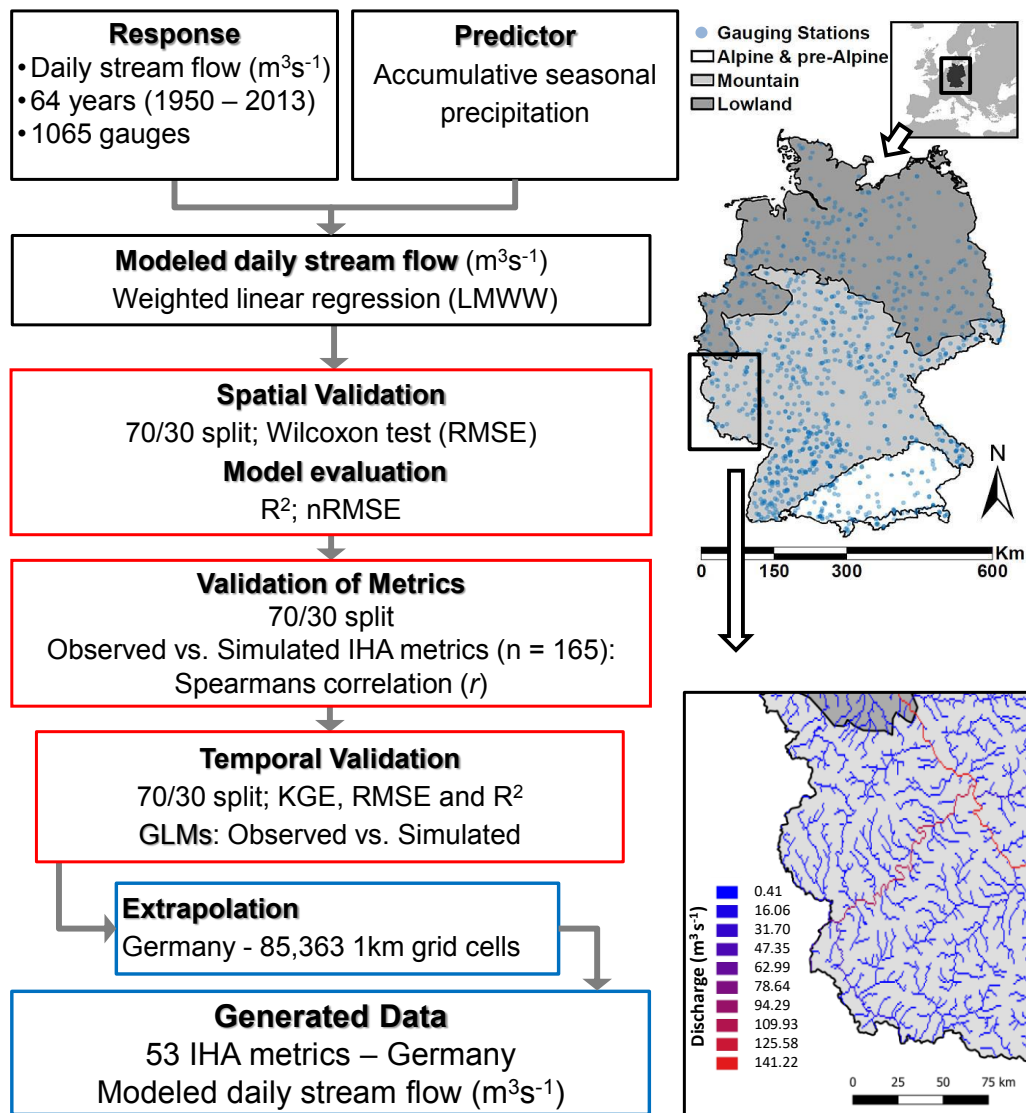 Response
• Daily stream flow (m³s⁻¹)
• 64 years (1950 – 2013)
• 1065 gauges
Predictor
Accumulative seasonal
precipitation
Modeled daily stream flow (m³s⁻¹)
Weighted linear regression (LMWW)
Spatial Validation
70/30 split; Wilcoxon test (RMSE)
Model evaluation
R²; nRMSE
Validation of Metrics
70/30 split
Observed vs. Simulated IHA metrics (n = 165):
Spearmans correlation (r)
Temporal Validation
70/30 split; KGE, RMSE and R²
GLMs: Observed vs. Simulated
Extrapolation
Germany - 85,363 1km grid cells
Generated Data
53 IHA metrics – Germany
Modeled daily stream flow (m³s⁻¹)
Gauging Stations
Alpine & pre-Alpine
Mountain
Lowland
N
Km
0 150 300 600
Discharge (m³ s⁻¹)
0.41
16.06
31.70
47.35
62.99
78.64
94.29
109.93
125.58
141.22
0 25 50 75 km